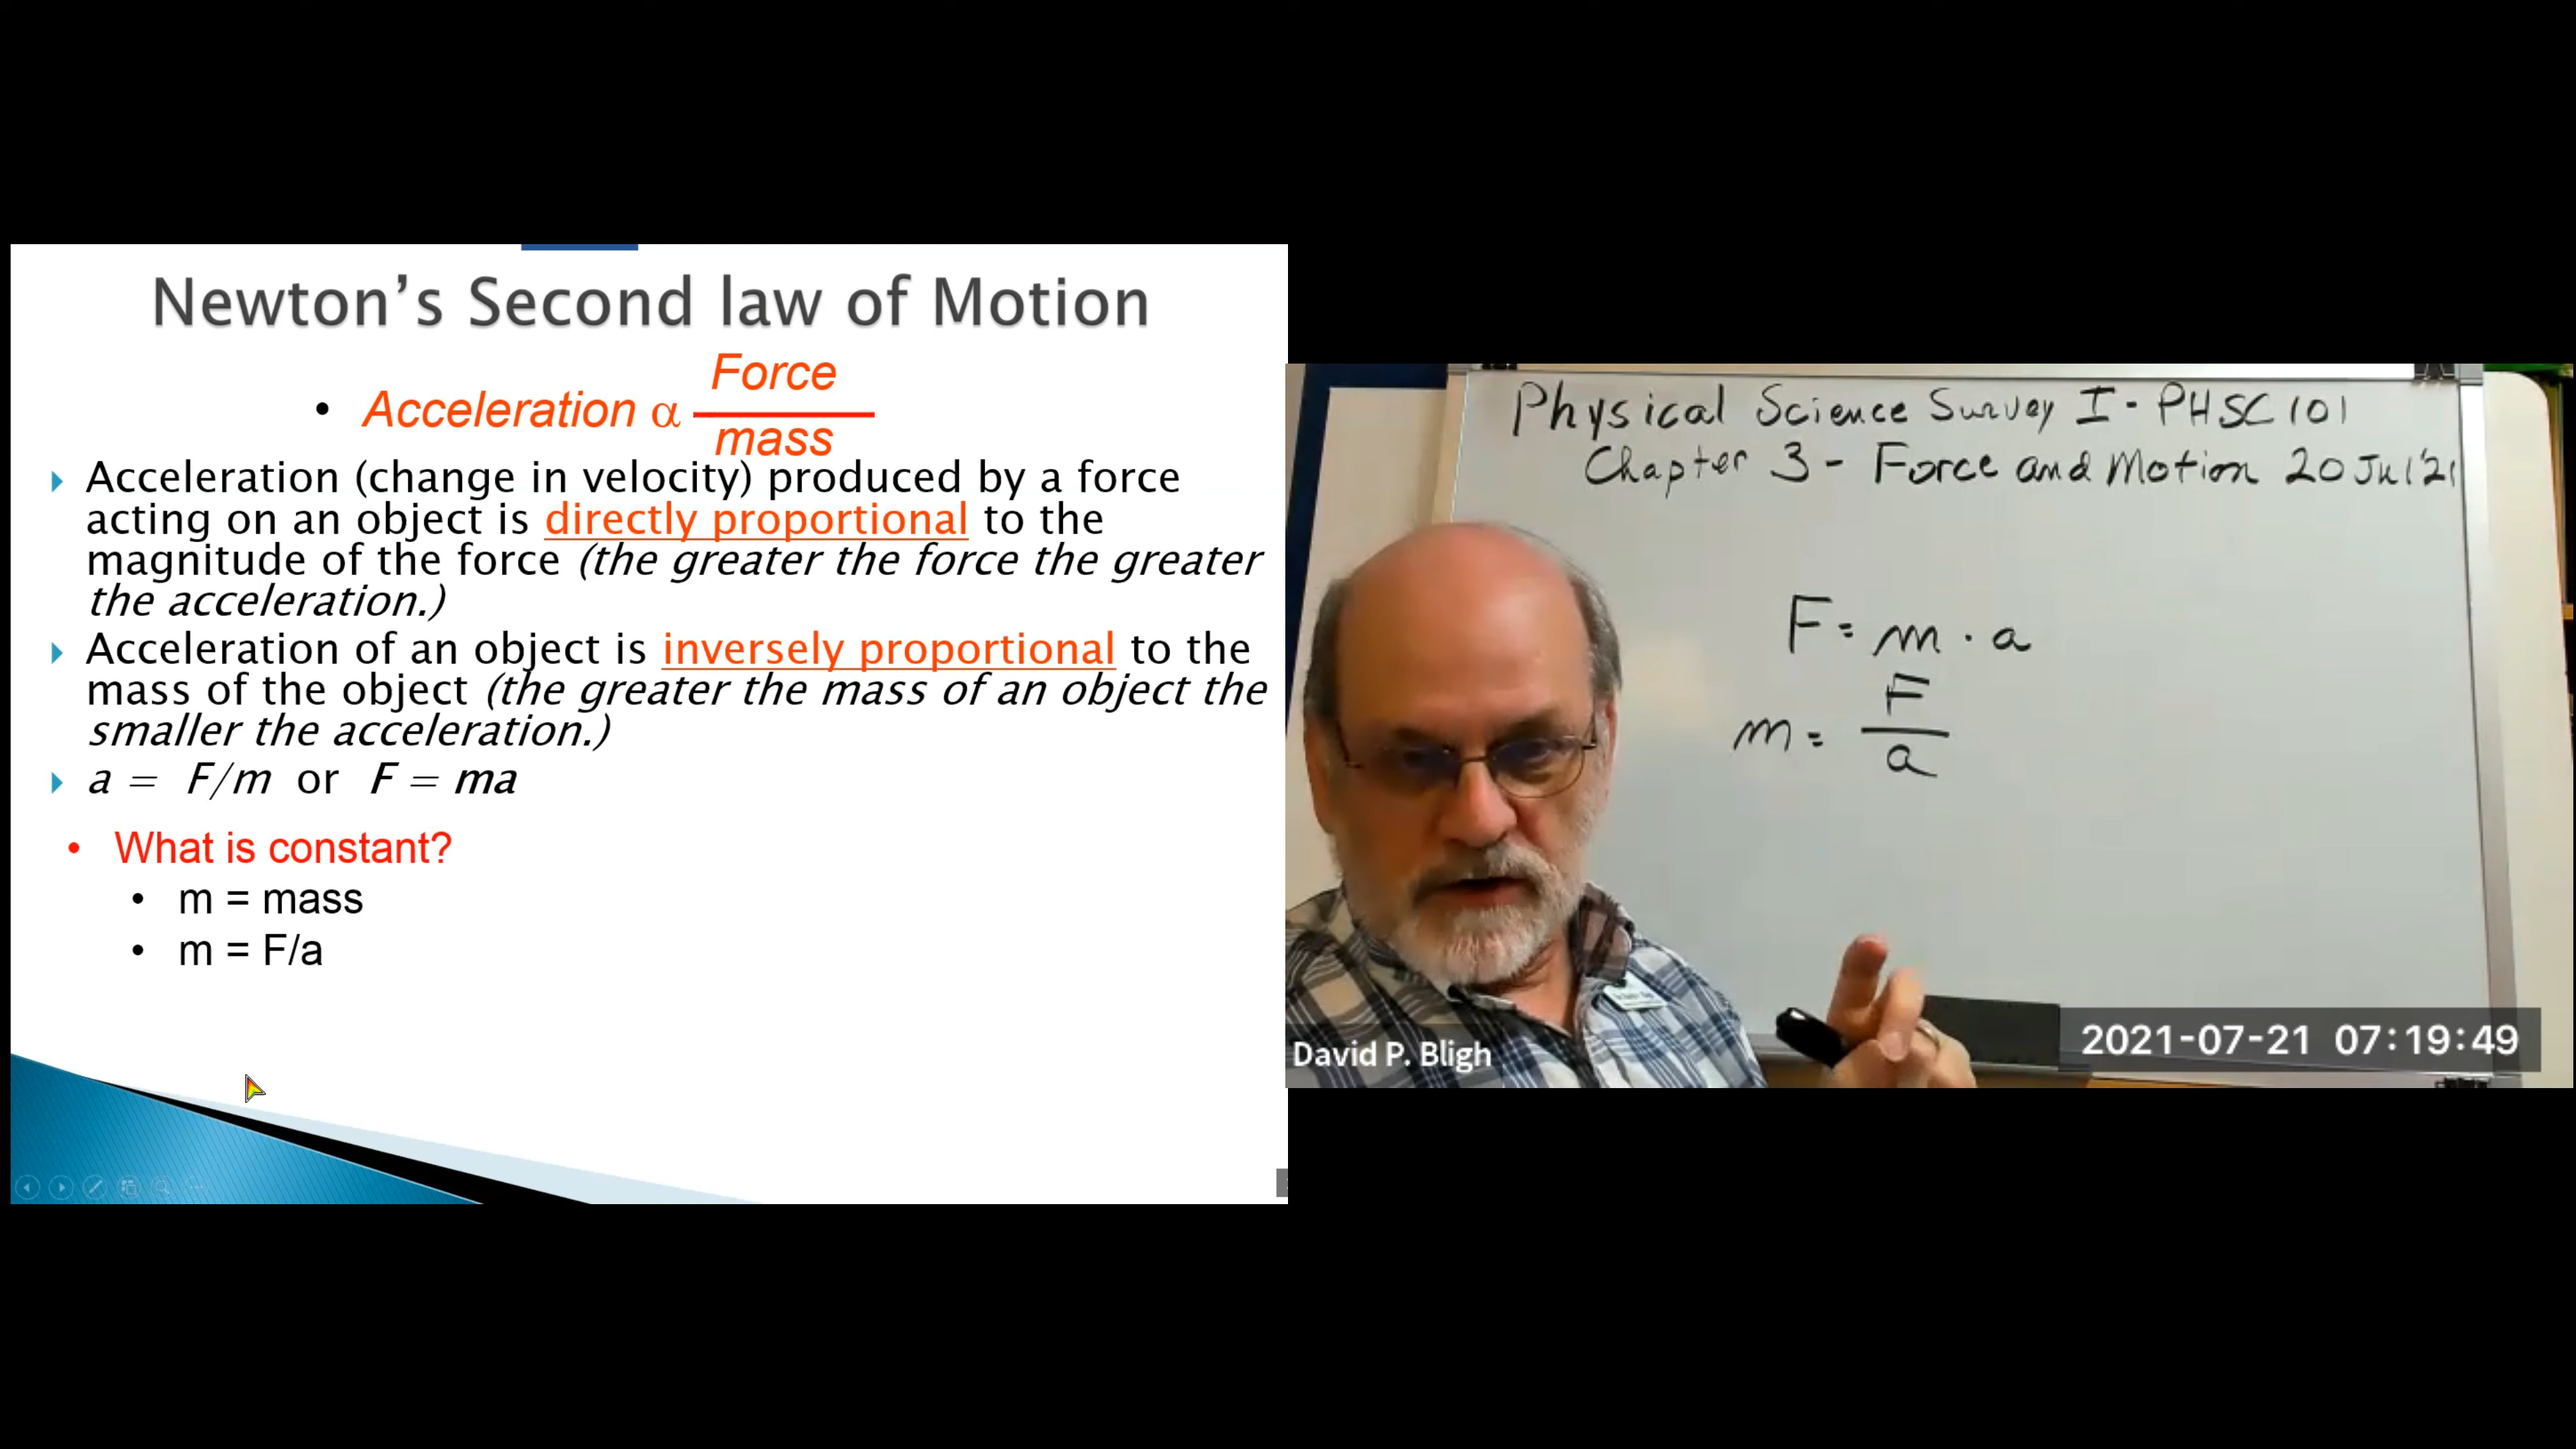 Newton’s Second law of Motion
• Acceleration α Force
mass
Acceleration (change in velocity) produced by a force
acting on an object is directly proportional to the
magnitude of the force (the greater the force the greater
the acceleration.)
Acceleration of an object is inversely proportional to the
mass of the object (the greater the mass of an object the
smaller the acceleration.)
a = F/m or F = ma
• What is constant?
• m = mass
• m = F/a
Physical Science Survey I - PHSC 101
Chapter 3 - Force and Motion 20 Jul '21
F = m · a
m = F
a
David P. Bligh
2021-07-21 07:19:49